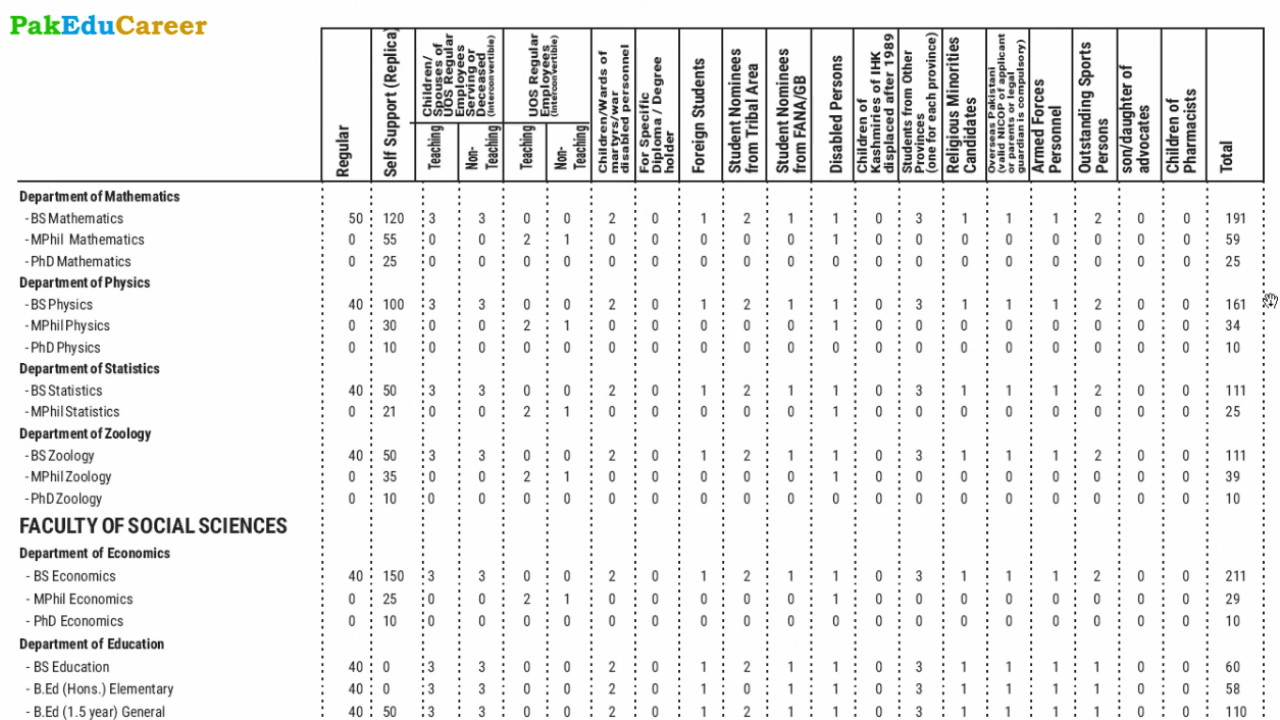 PakEduCareer
Regular
Self Support (Replica)
Children/
Spouses of
UOS Regular
Employees
Serving or
Deceased
(Interconvertible)
Teaching
Non-
Teaching
UOS Regular
Employees
(Interconvertible)
Teaching
Non-
Teaching
Children/Wards of
martyrs/war
disabled personnel
For Specific
Diploma / Degree
holder
Foreign Students
Student Nominees
from Tribal Area
Student Nominees
from FANA/GB
Disabled Persons
Children of
Kashmiries of IHK
displaced after 1989
Students from Other
Provinces
(one for each province)
Religious Minorities
Candidates
Overseas Pakistani
(valid NICOP of applicant
or parents or legal
guardian is compulsory)
Armed Forces
Personnel
Outstanding Sports
Persons
son/daughter of
advocates
Children of
Pharmacists
Total
Department of Mathematics
- BS Mathematics 50 120 3 3 0 0 2 0 1 2 1 1 0 3 1 1 1 2 0 0 191
- MPhil Mathematics 0 55 0 0 2 1 0 0 0 0 0 1 0 0 0 0 0 0 0 0 59
- PhD Mathematics 0 25 0 0 0 0 0 0 0 0 0 0 0 0 0 0 0 0 0 0 25
Department of Physics
- BS Physics 40 100 3 3 0 0 2 0 1 2 1 1 0 3 1 1 1 2 0 0 161
- MPhil Physics 0 30 0 0 2 1 0 0 0 0 0 1 0 0 0 0 0 0 0 0 34
- PhD Physics 0 10 0 0 0 0 0 0 0 0 0 0 0 0 0 0 0 0 0 0 10
Department of Statistics
- BS Statistics 40 50 3 3 0 0 2 0 1 2 1 1 0 3 1 1 1 2 0 0 111
- MPhil Statistics 0 21 0 0 2 1 0 0 0 0 0 1 0 0 0 0 0 0 0 0 25
Department of Zoology
- BS Zoology 40 50 3 3 0 0 2 0 1 2 1 1 0 3 1 1 1 2 0 0 111
- MPhil Zoology 0 35 0 0 2 1 0 0 0 0 0 1 0 0 0 0 0 0 0 0 39
- PhD Zoology 0 10 0 0 0 0 0 0 0 0 0 0 0 0 0 0 0 0 0 0 10
FACULTY OF SOCIAL SCIENCES
Department of Economics
- BS Economics 40 150 3 3 0 0 2 0 1 2 1 1 0 3 1 1 1 2 0 0 211
- MPhil Economics 0 25 0 0 2 1 0 0 0 0 0 1 0 0 0 0 0 0 0 0 29
- PhD Economics 0 10 0 0 0 0 0 0 0 0 0 0 0 0 0 0 0 0 0 0 10
Department of Education
- BS Education 40 0 3 3 0 0 2 0 1 2 1 1 0 3 1 1 1 1 0 0 60
- B.Ed (Hons.) Elementary 40 0 3 3 0 0 2 0 1 0 1 1 0 3 1 1 1 1 0 0 58
- B.Ed (1.5 year) General 40 50 3 3 0 0 2 0 1 2 1 1 0 3 1 1 1 1 0 0 110